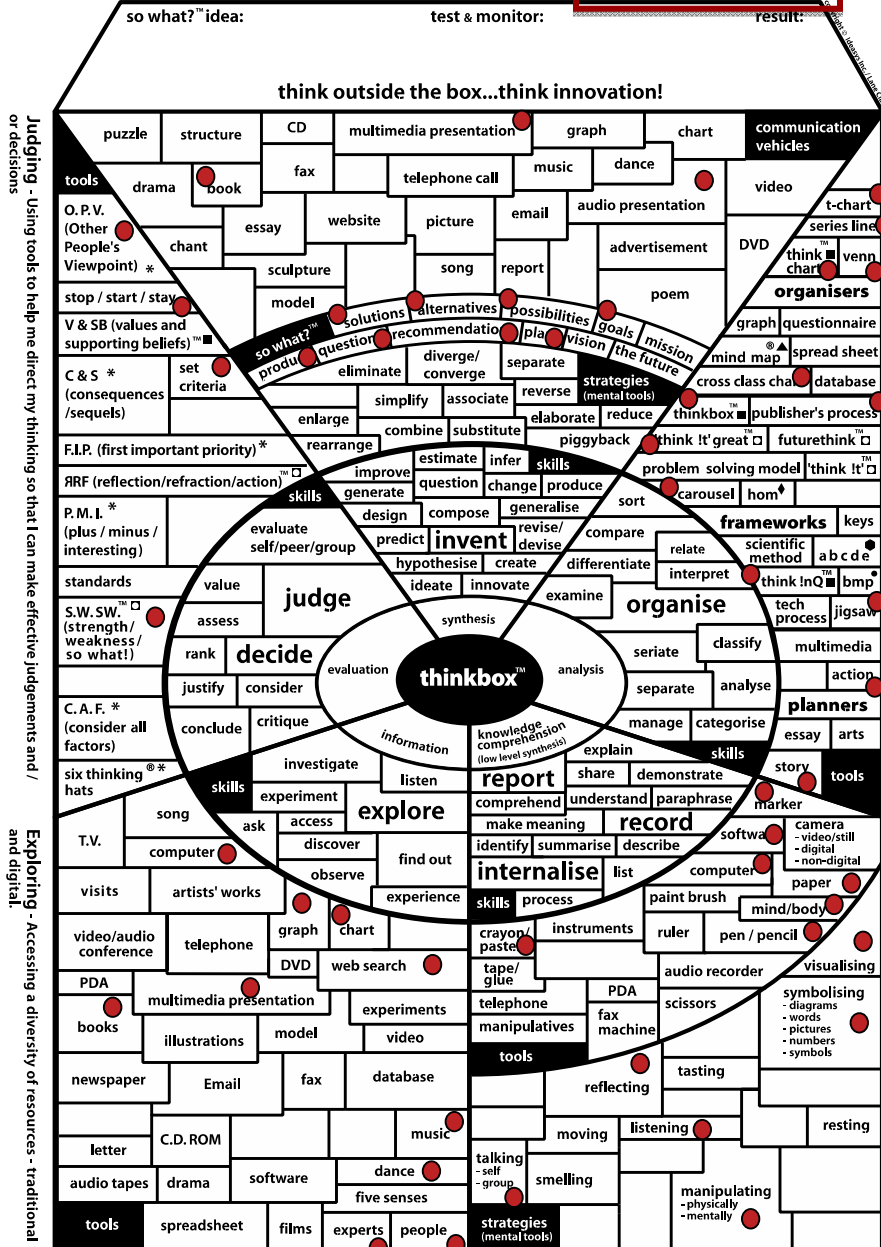 so what?™ idea:
test & monitor:
result:
copyright © Ideasys Inc. / Lane
think outside the box...think innovation!
Judging - Using tools to help me direct my thinking so that I can make effective judgements and /
or decisions
Exploring - Accessing a diversity of resources - traditional
and digital.
puzzle
structure
CD
multimedia presentation
graph
chart
communication
vehicles
tools
drama
book
fax
telephone call
music
dance
video
audio presentation
essay
website
picture
email
chant
advertisement
DVD
sculpture
song
report
model
poem
O.P.V.
(Other
People's
Viewpoint) *
stop / start / stay
V & SB (values and
supporting beliefs)™■
C & S *
(consequences
/sequels)
set
criteria
F.I.P. (first important priority)*
ЯRF (reflection/refraction/action)™
P.M.I. *
(plus / minus /
interesting)
standards
S.W.SW.™
(strength/
weakness/
so what!)
C.A.F. *
(consider all
factors)
six thinking ®*
hats
so what?™
solutions
alternatives
possibilities
goals
mission
question
vision
the future
eliminate
diverge/
converge
separate
strategies
(mental tools)
simplify
associate
reverse
enlarge
combine
substitute
elaborate
reduce
rearrange
piggyback
t-chart
series line
think™■
chart
venn
organisers
graph
questionnaire
mind map®▲
spread sheet
cross class
database
thinkbox■
publisher's process
think !t'great
futurethink
problem solving model
'think !t'
carousel
hom♦
frameworks
keys
scientific
method
abcde
think !nQ™■
bmp
tech
process
jigsaw
multimedia
action
planners
essay
arts
story
tools
improve
estimate
infer
skills
generate
question
change
produce
design
compose
generalise
predict
invent
revise/
devise
hypothesise
create
ideate
innovate
synthesis
skills
evaluate
self/peer/group
value
judge
assess
rank
decide
justify
consider
conclude
critique
evaluation
thinkbox™
analysis
sort
compare
relate
differentiate
interpret
examine
organise
seriate
classify
separate
analyse
manage
categorise
skills
information
knowledge
comprehension
(low level synthesis)
investigate
listen
skills
experiment
explore
ask
access
discover
find out
observe
experience
explain
report
share
demonstrate
comprehend
understand
paraphrase
make meaning
record
identify
summarise
describe
internalise
list
skills
process
T.V.
song
computer
visits
artists' works
graph
chart
video/audio
conference
telephone
DVD
web search
PDA
multimedia presentation
books
experiments
illustrations
model
video
newspaper
Email
fax
database
letter
C.D. ROM
music
audio tapes
drama
software
dance
five senses
tools
spreadsheet
films
experts
people
marker
camera
- video/still
- digital
- non-digital
computer
paper
paint brush
mind/body
crayon/
instruments
ruler
pen / pencil
visualising
tape/
glue
audio recorder
telephone
PDA
scissors
symbolising
- diagrams
- words
- pictures
- numbers
- symbols
manipulatives
fax
machine
tools
reflecting
tasting
moving
listening
resting
talking
- self
- group
smelling
manipulating
- physically
- mentally
strategies
(mental tools)